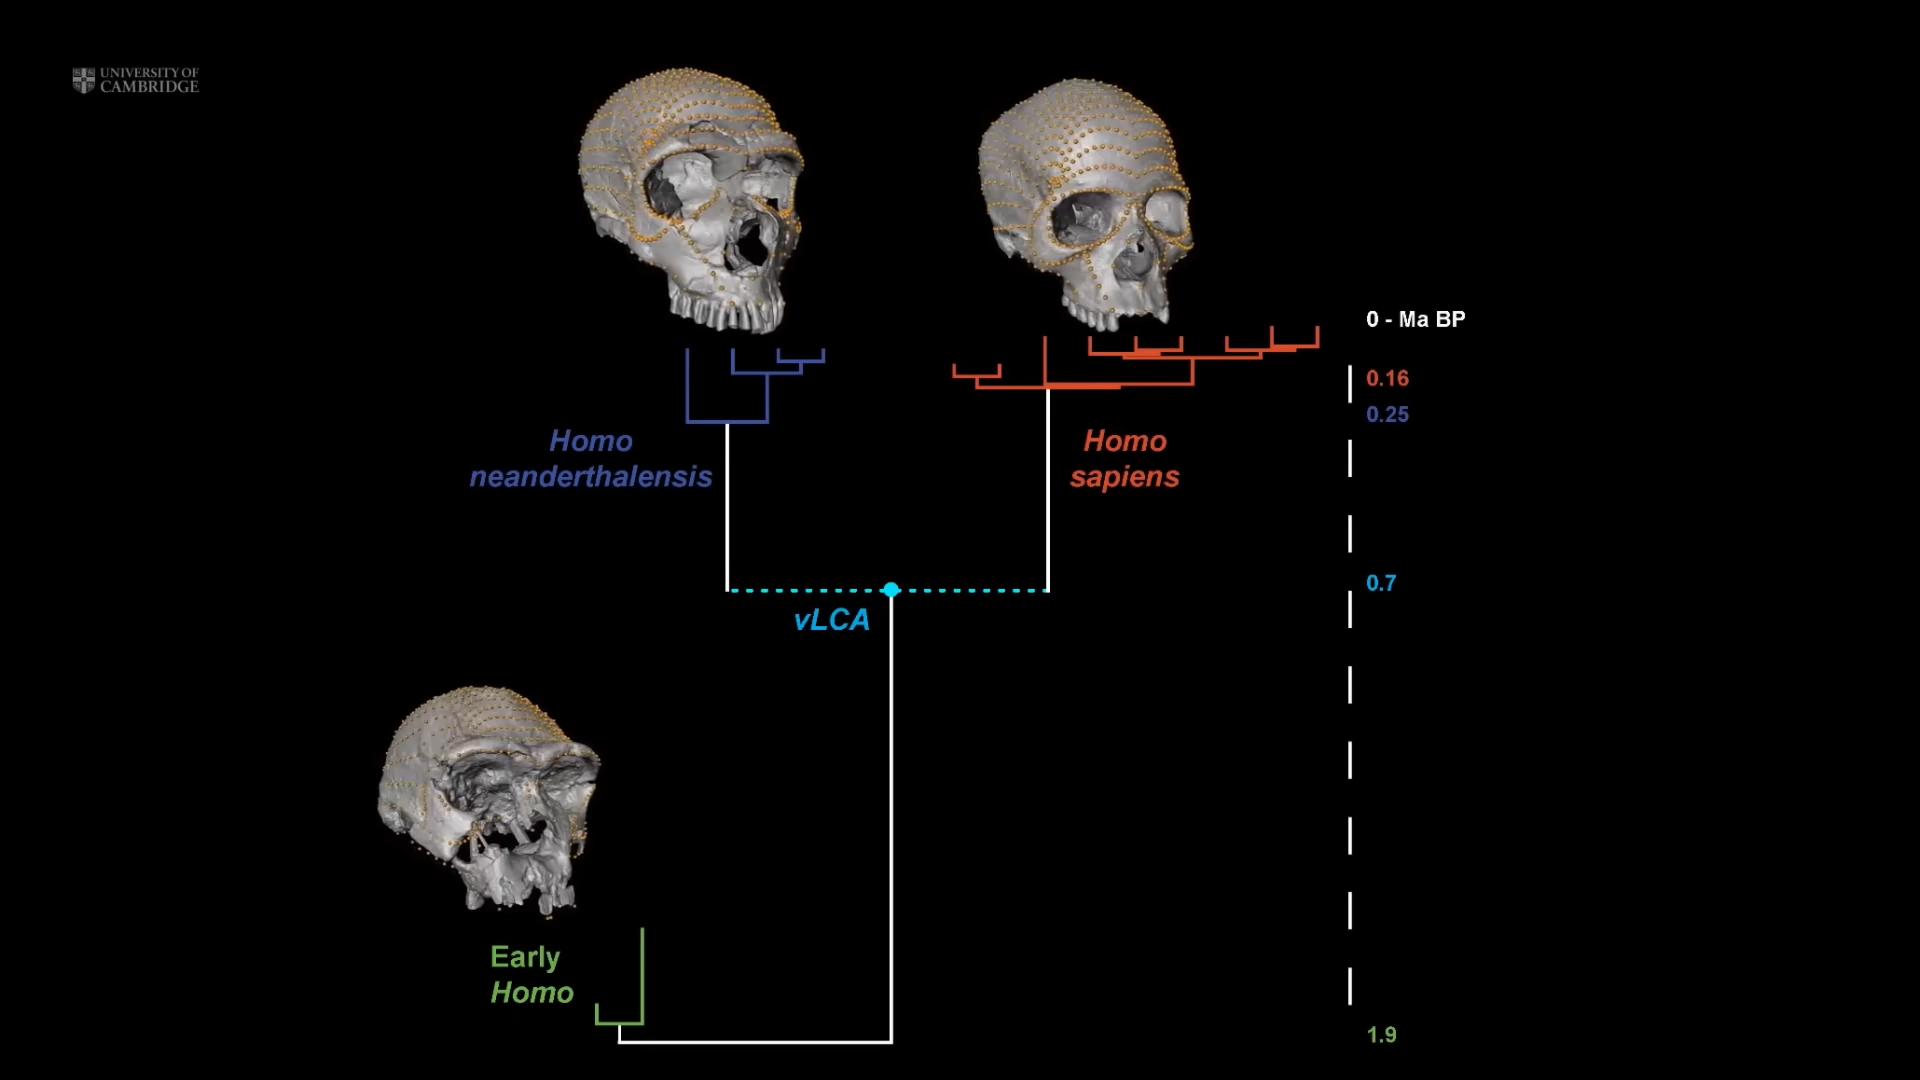 UNIVERSITY OF
CAMBRIDGE
0 - Ma BP
0.16
0.25
Homo
neanderthalensis
Homo
sapiens
0.7
vLCA
Early
Homo
1.9